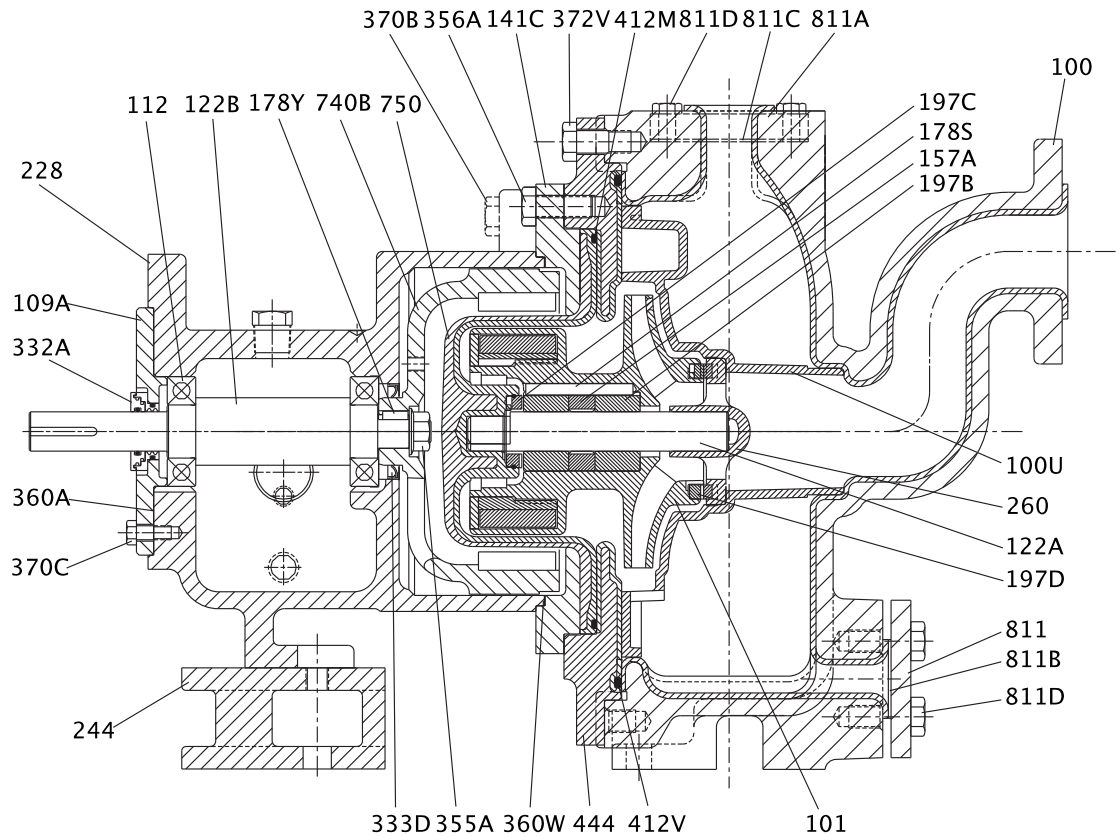 370B 356A 141C 372V 412M 811D 811C 811A
100
112 122B 178Y 740B 750
197C
178S
157A
197B
228
109A
332A
360A
370C
100U
260
122A
197D
811
811B
811D
244
333D 355A 360W 444 412V 101